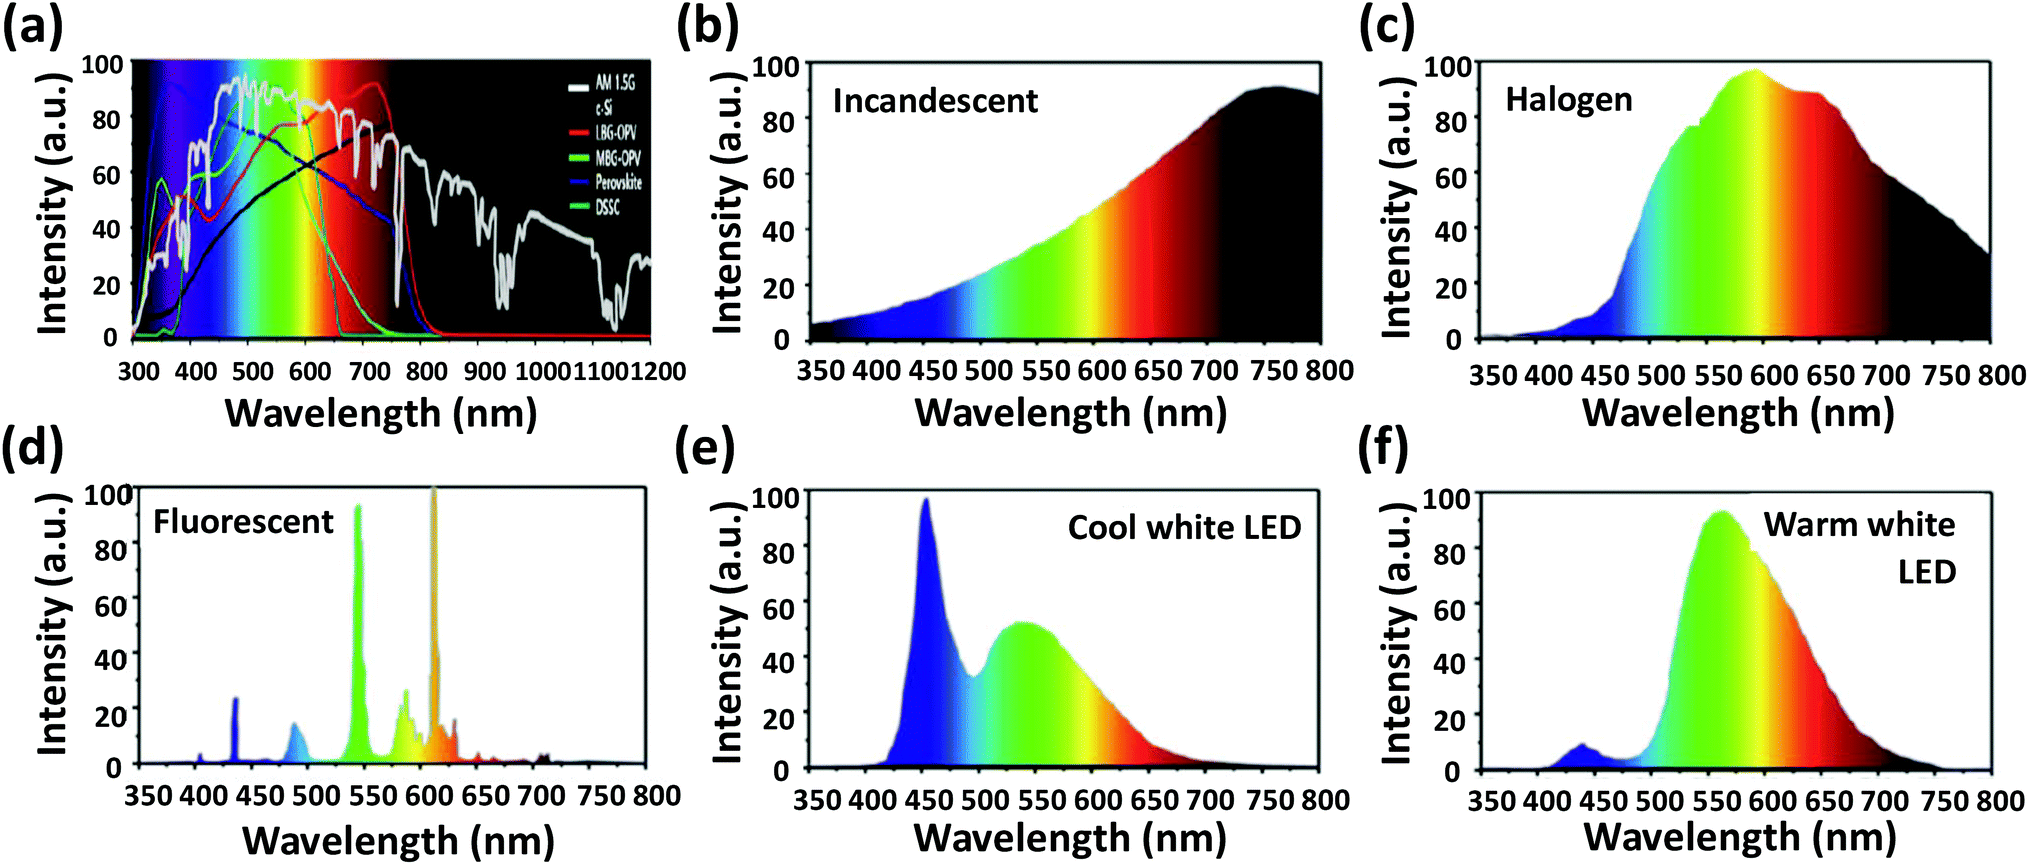 (a)
Intensity (a.u.)
100
80
60
40
20
0
AM 1.5G
c-Si
LBG-OPV
MBG-OPV
Perovskite
DSSC
300 400 500 600 700 800 900 1000 1100 1200
Wavelength (nm)
(b)
Intensity (a.u.)
100
80
60
40
20
0
Incandescent
350 400 450 500 550 600 650 700 750 800
Wavelength (nm)
(c)
Intensity (a.u.)
100
80
60
40
20
0
Halogen
350 400 450 500 550 600 650 700 750 800
Wavelength (nm)
(d)
Intensity (a.u.)
100
80
60
40
20
0
Fluorescent
350 400 450 500 550 600 650 700 750 800
Wavelength (nm)
(e)
Intensity (a.u.)
100
80
60
40
20
0
Cool white LED
350 400 450 500 550 600 650 700 750 800
Wavelength (nm)
(f)
Intensity (a.u.)
100
80
60
40
20
0
Warm white
LED
350 400 450 500 550 600 650 700 750 800
Wavelength (nm)